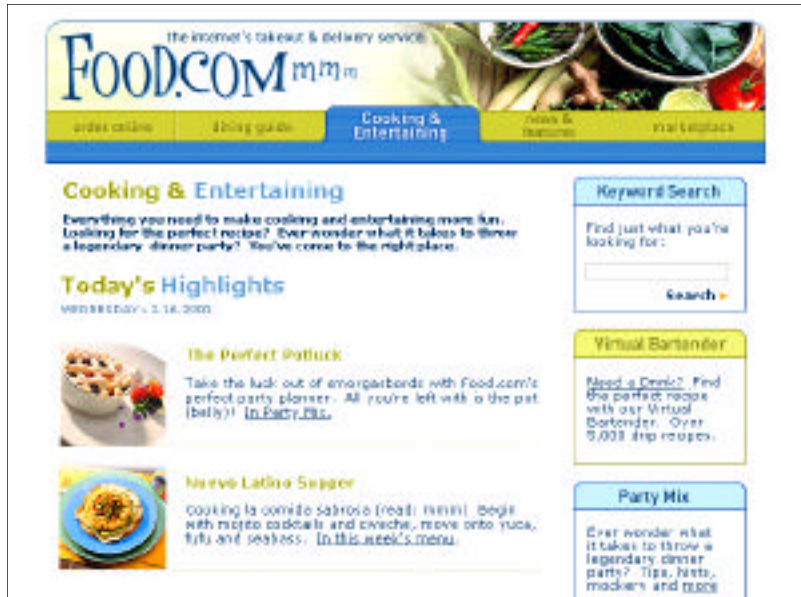 the internet's takeout & delivery service
FOOD.COM mmm
order online
dining guide
Cooking &
Entertaining
news &
features
marketplace
Cooking & Entertaining
Everything you need to make cooking and entertaining more fun.
Looking for the perfect recipe? Ever wonder what it takes to throw
a legendary dinner party? You've come to the right place.
Today's Highlights
WEDNESDAY
The Perfect Potluck
Take the luck out of smorgasbords with Food.com's
perfect party planner. All you're left with is the pot
(belly)! In Party Mix.
Nuevo Latino Supper
Cooking la comida sabrosa (read: mmm). Begin
with mojito cocktails and civeche, move onto yuca,
fufu and seabass. In this week's menu.
Keyword Search
Find just what you're
looking for:
Search
Virtual Bartender
Need a Drink? Find
the perfect recipe
with our Virtual
Bartender. Over
5,000 drip recipes.
Party Mix
Ever wonder what
it takes to throw a
legendary dinner
party? Tips, hints,
mockery and more